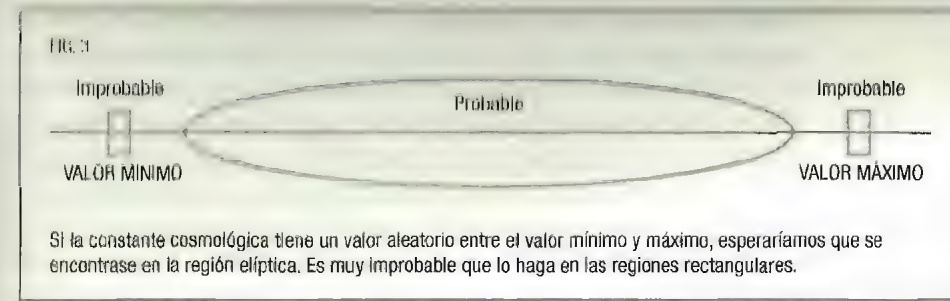 FIG. 3
Improbable
Probable
Improbable
VALOR MÍNIMO
VALOR MÁXIMO
Si la constante cosmológica tiene un valor aleatorio entre el valor mínimo y máximo, esperaríamos que se
encontrase en la región elíptica. Es muy improbable que lo haga en las regiones rectangulares.